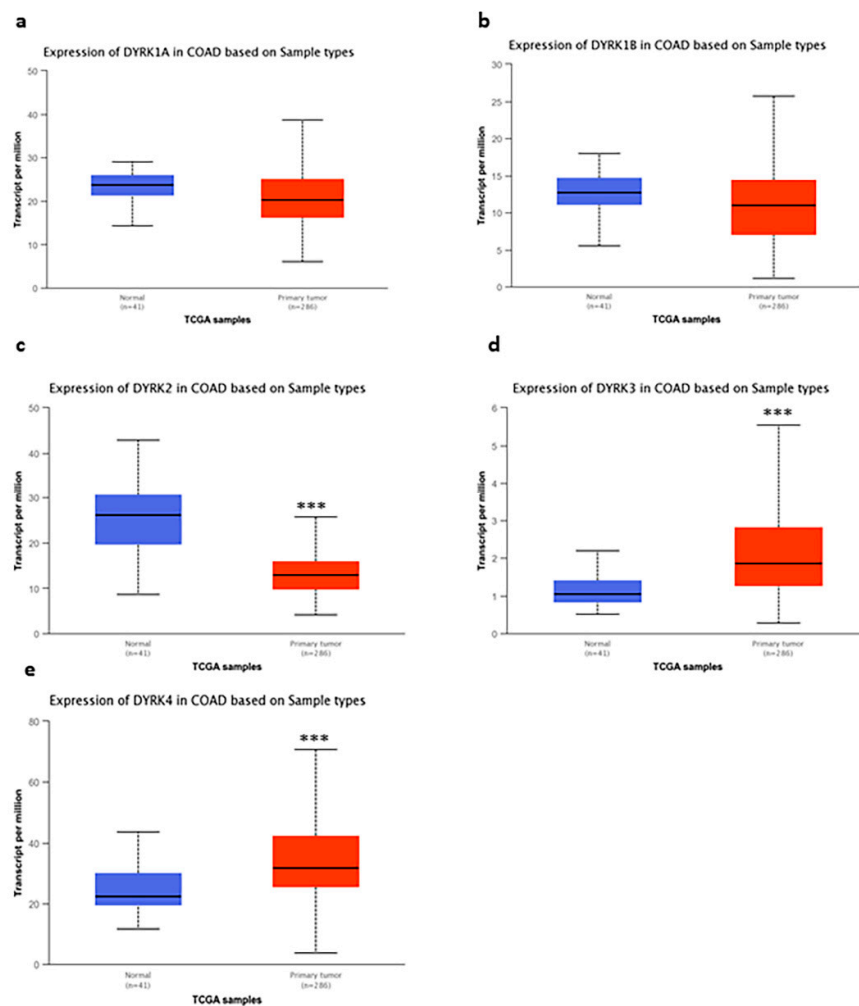 a
Expression of DYRK1A in COAD based on Sample types
Transcript per million
50
40
30
20
10
0
Normal
(n=41)
Primary tumor
(n=286)
TCGA samples
b
Expression of DYRK1B in COAD based on Sample types
Transcript per million
30
25
20
15
10
5
0
Normal
(n=41)
Primary tumor
(n=286)
TCGA samples
c
Expression of DYRK2 in COAD based on Sample types
Transcript per million
50
40
30
20
10
0
***
Normal
(n=41)
Primary tumor
(n=286)
TCGA samples
d
Expression of DYRK3 in COAD based on Sample types
Transcript per million
6
5
4
3
2
1
0
***
Normal
(n=41)
Primary tumor
(n=286)
TCGA samples
e
Expression of DYRK4 in COAD based on Sample types
Transcript per million
80
60
40
20
0
***
Normal
(n=41)
Primary tumor
(n=286)
TCGA samples